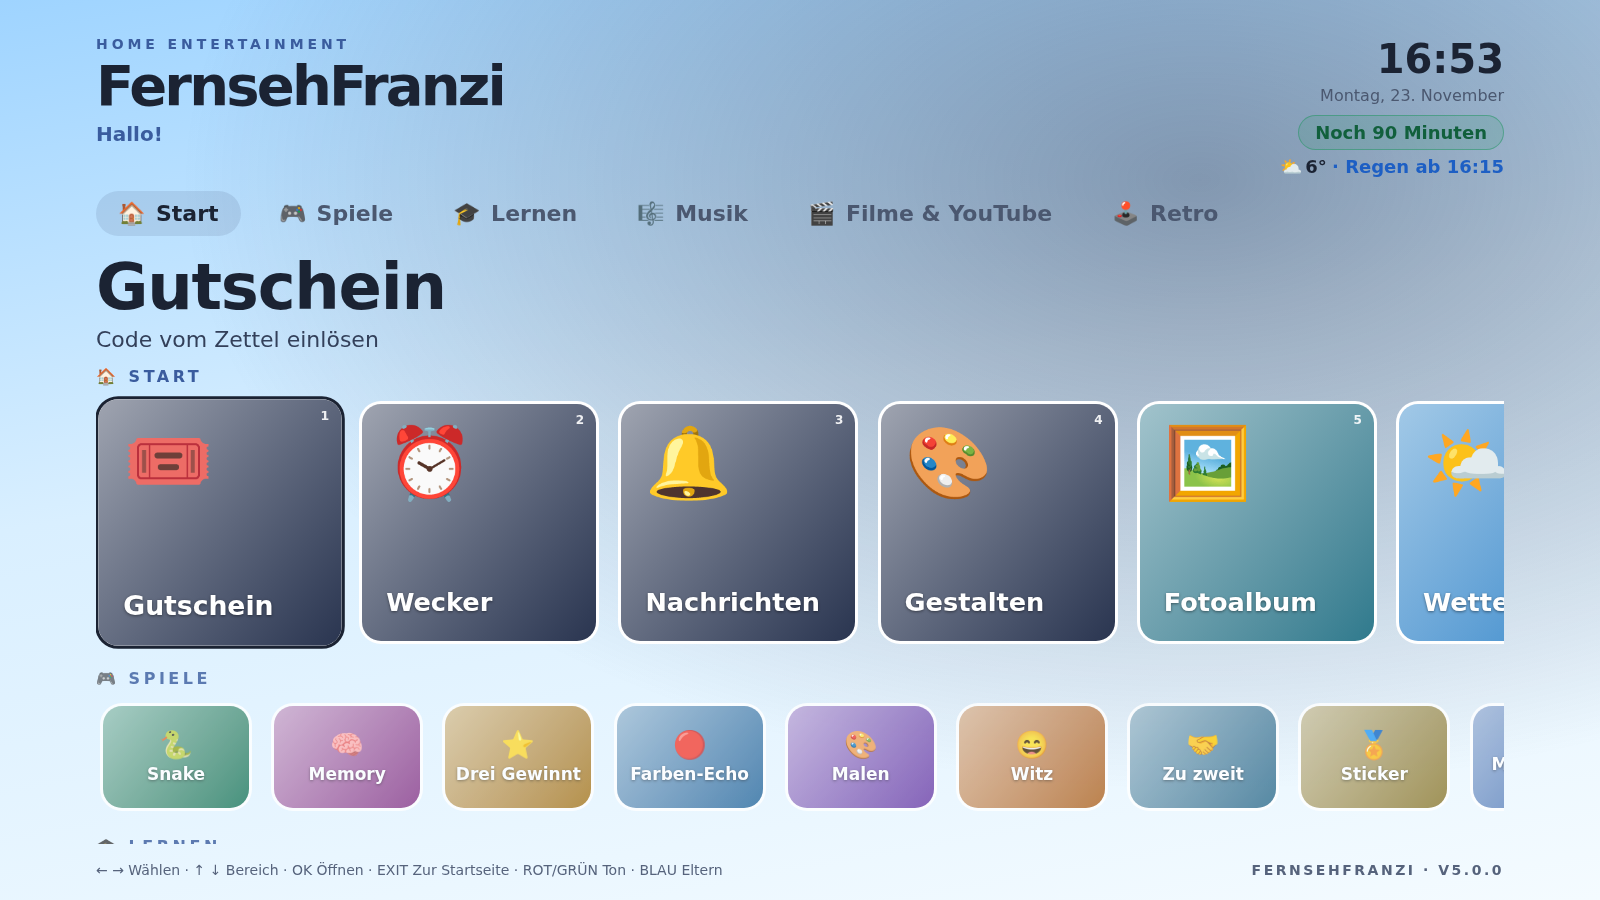 HOME ENTERTAINMENT
FernsehFranzi
Hallo!
16:53
Montag, 23. November
Noch 90 Minuten
6° · Regen ab 16:15
Start
Spiele
Lernen
Musik
Filme & YouTube
Retro
Gutschein
Code vom Zettel einlösen
START
1
Gutschein
2
Wecker
3
Nachrichten
4
Gestalten
5
Fotoalbum
Wette
SPIELE
Snake
Memory
Drei Gewinnt
Farben-Echo
Malen
Witz
Zu zweit
Sticker
M
LERNEN
← → Wählen · ↑ ↓ Bereich · OK Öffnen · EXIT Zur Startseite · ROT/GRÜN Ton · BLAU Eltern
FERNSEHFRANZI · V5.0.0